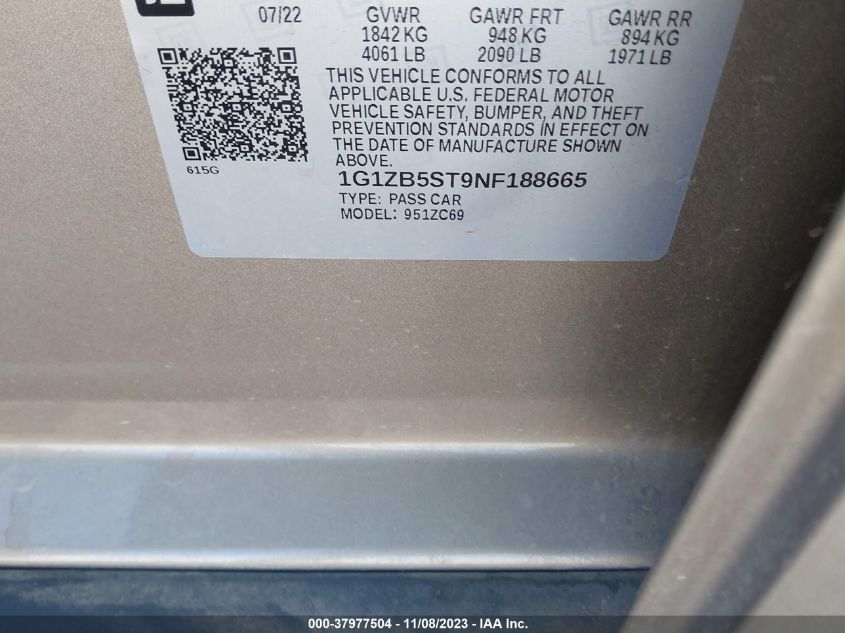 07/22 GVWR GAWR FRT GAWR RR
1842 KG 948 KG 894 KG
4061 LB 2090 LB 1971 LB
THIS VEHICLE CONFORMS TO ALL
APPLICABLE U.S. FEDERAL MOTOR
VEHICLE SAFETY, BUMPER, AND THEFT
PREVENTION STANDARDS IN EFFECT ON
THE DATE OF MANUFACTURE SHOWN
ABOVE.
615G
1G1ZB5ST9NF188665
TYPE: PASS CAR
MODEL: 951ZC69
000-37977504 - 11/08/2023 - IAA Inc.